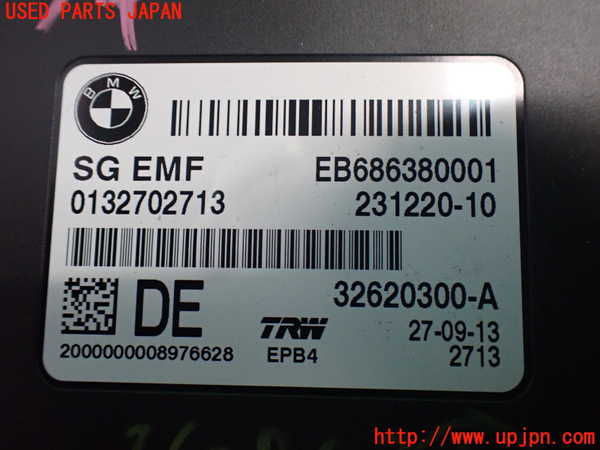 USED PARTS JAPAN
BMW
SG EMF EB686380001
0132702713 231220-10
DE 32620300-A
TRW 27-09-13
2000000008976628 EPB4 2713
http://www.upjpn.com/